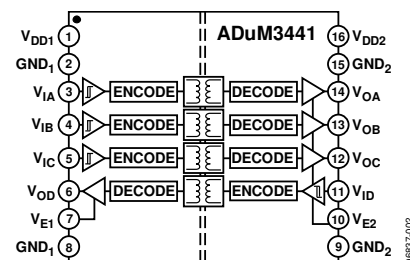 ADuM3441
VDD1 1 16 VDD2
GND1 2 15 GND2
VIA 3 ENCODE DECODE 14 VOA
VIB 4 ENCODE DECODE 13 VOB
VIC 5 ENCODE DECODE 12 VOC
VOD 6 DECODE ENCODE 11 VID
VE1 7 10 VE2
GND1 8 9 GND2